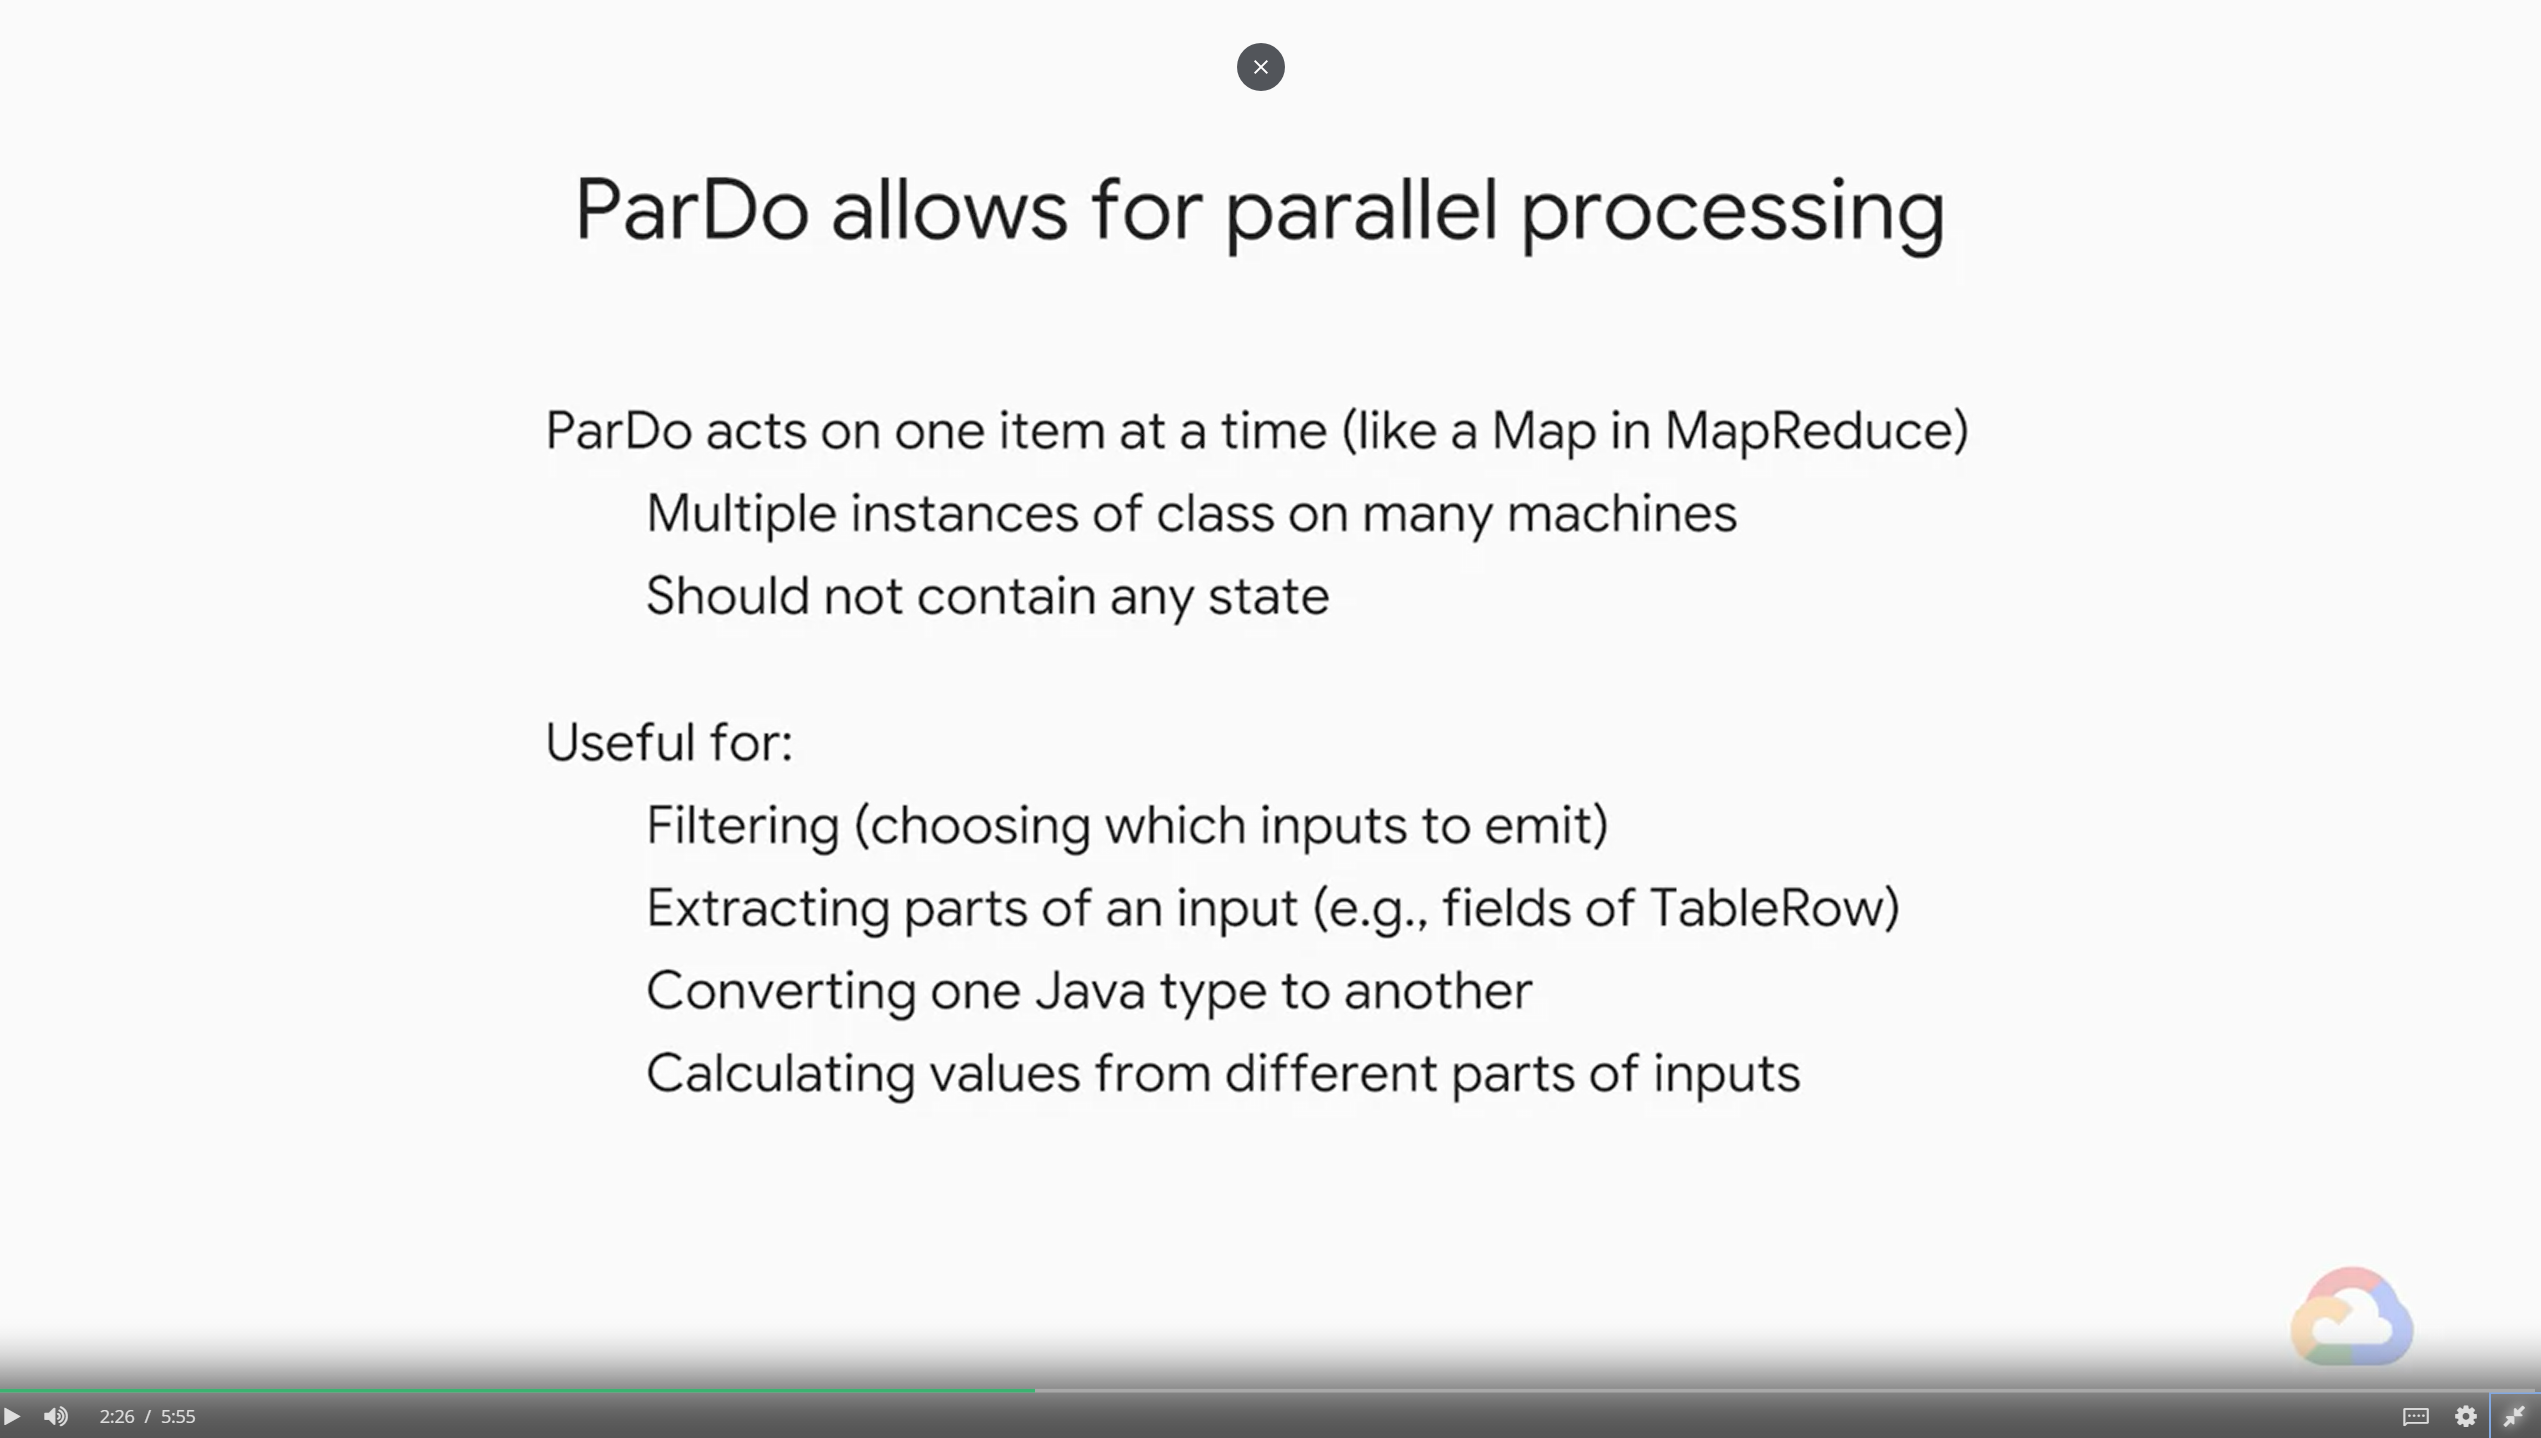 ParDo allows for parallel processing
ParDo acts on one item at a time (like a Map in MapReduce)
Multiple instances of class on many machines
Should not contain any state
Useful for:
Filtering (choosing which inputs to emit)
Extracting parts of an input (e.g., fields of TableRow)
Converting one Java type to another
Calculating values from different parts of inputs
2:26 / 5:55